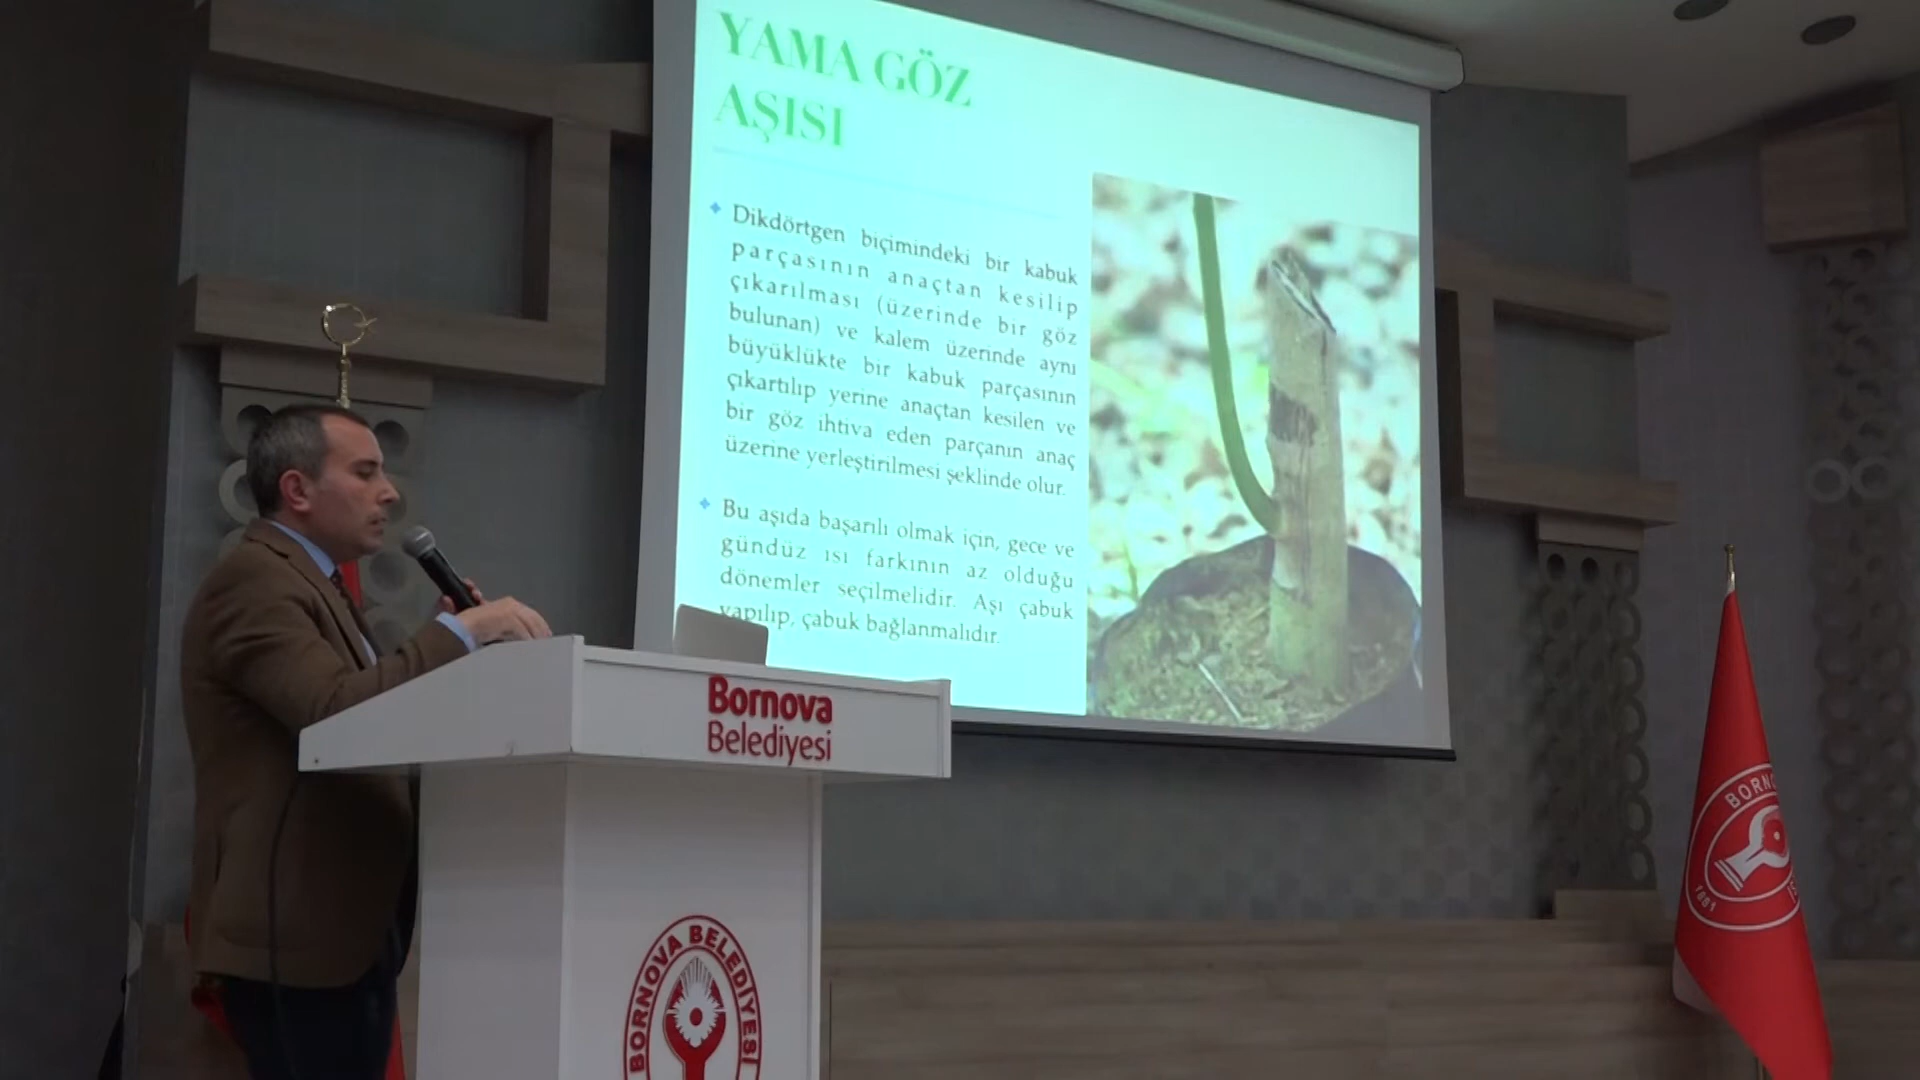 YAMA GÖZ
AŞISI
Dikdörtgen biçimindeki bir kabuk
parçasının anaçtan kesilip
çıkarılması (üzerinde bir göz
bulunan) ve kalem üzerinde aynı
büyüklükte bir kabuk parçasının
çıkartılıp yerine anaçtan kesilen ve
bir göz ihtiva eden parçanın anaç
üzerine yerleştirilmesi şeklinde olur.
Bu aşıda başarılı olmak için, gece ve
gündüz ısı farkının az olduğu
dönemler seçilmelidir. Aşı çabuk
yapılıp, çabuk bağlanmalıdır.
Bornova
Belediyesi
BORNOVA BELEDİYESİ
BORNO
1881